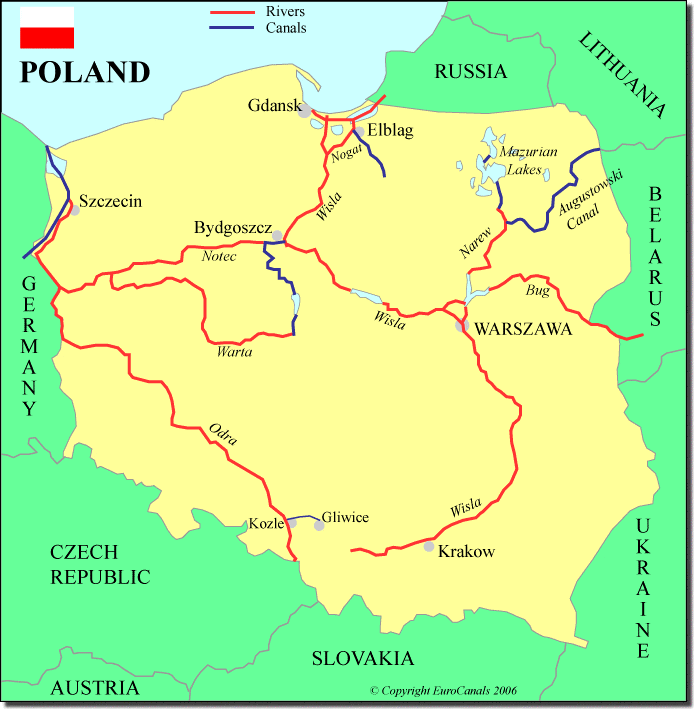 Rivers
Canals
POLAND
RUSSIA
LITHUANIA
Gdansk
Elblag
Nogat
Mazurian
Lakes
Augustowski
Canal
Szczecin
Wisla
BELARUS
Bydgoszcz
Narew
Notec
GERMANY
Bug
Wisla
WARSZAWA
Warta
Odra
Wisla
Kozle
Gliwice
Krakow
UKRAINE
CZECH
REPUBLIC
SLOVAKIA
AUSTRIA
© Copyright EuroCanals 2006